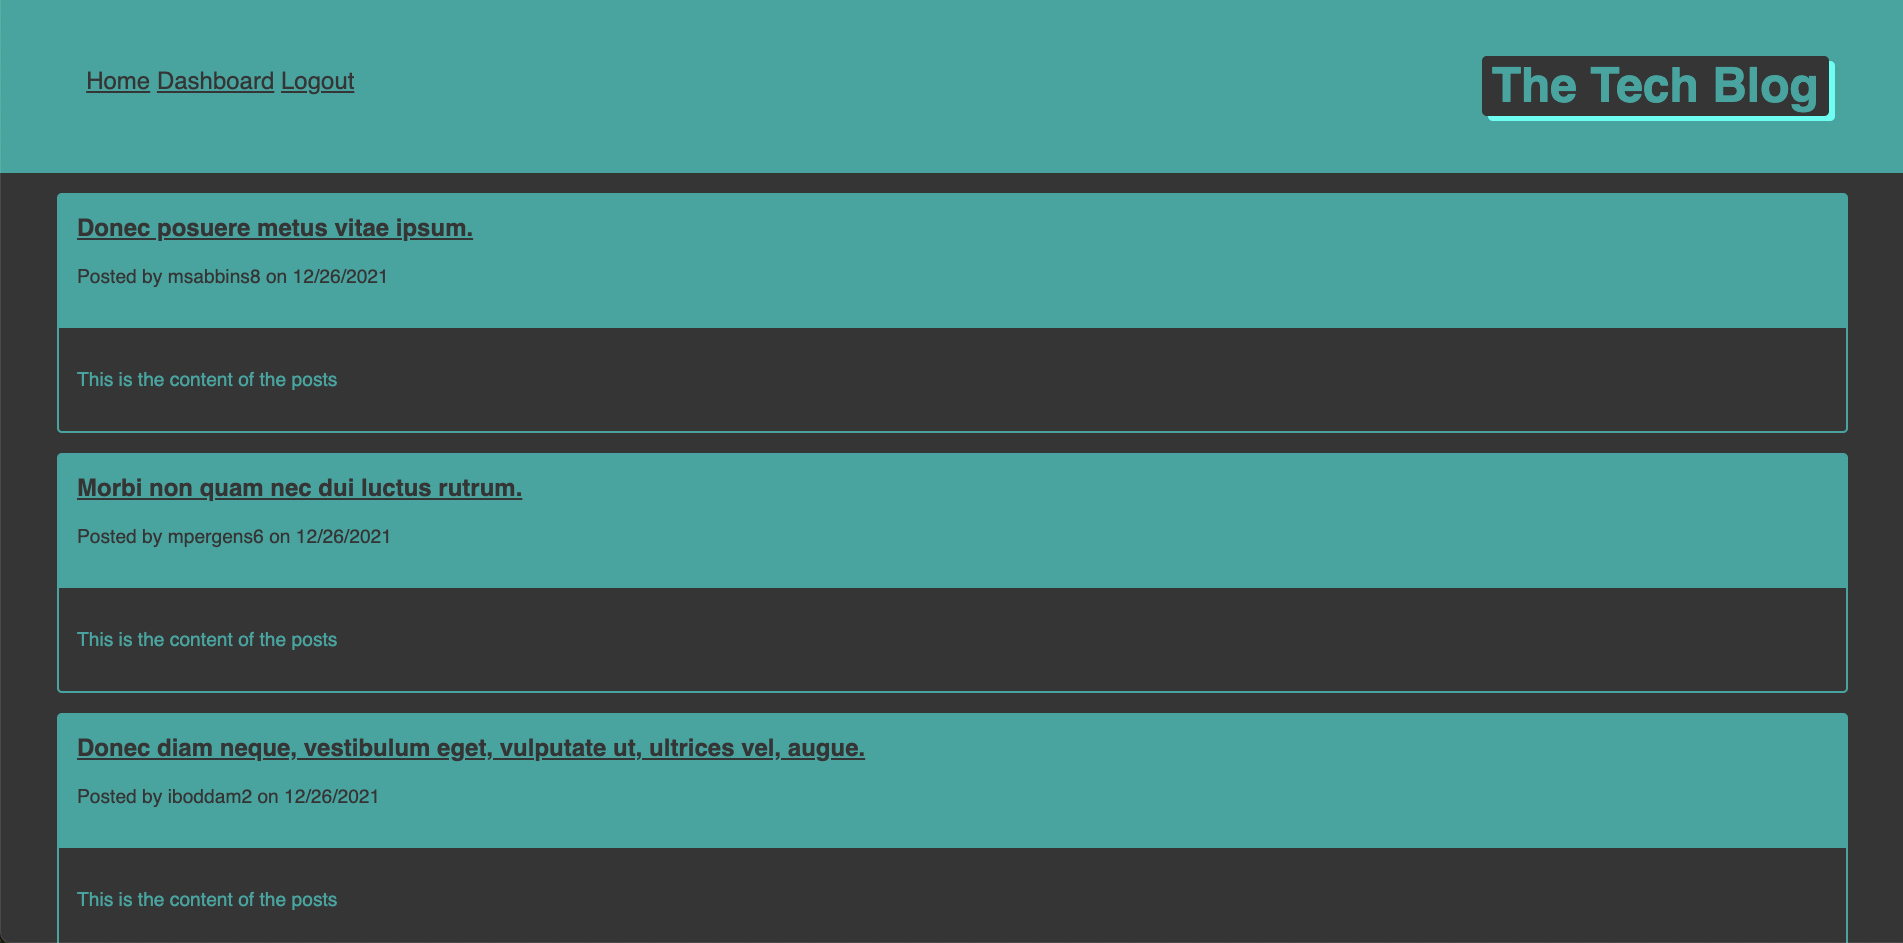 Home Dashboard Logout
The Tech Blog
Donec posuere metus vitae ipsum.
Posted by msabbins8 on 12/26/2021
This is the content of the posts
Morbi non quam nec dui luctus rutrum.
Posted by mpergens6 on 12/26/2021
This is the content of the posts
Donec diam neque, vestibulum eget, vulputate ut, ultrices vel, augue.
Posted by iboddam2 on 12/26/2021
This is the content of the posts